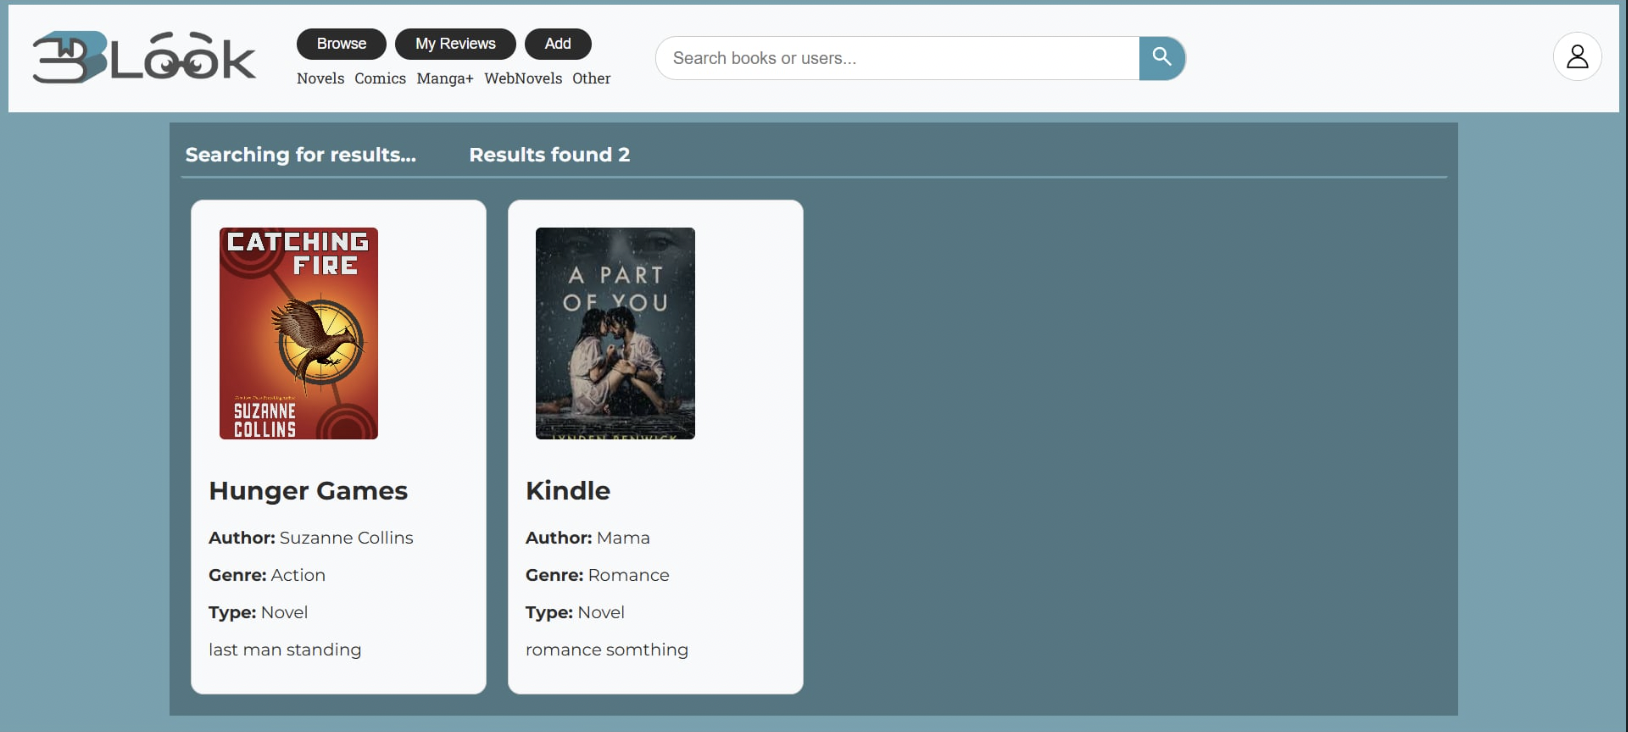 BLook
Browse My Reviews Add
Novels Comics Manga+ WebNovels Other
Search books or users...
Searching for results... Results found 2
CATCHING
FIRE
SUZANNE
COLLINS
A PART
OF YOU
LYNDEN RENWICK
Hunger Games
Author: Suzanne Collins
Genre: Action
Type: Novel
last man standing
Kindle
Author: Mama
Genre: Romance
Type: Novel
romance somthing